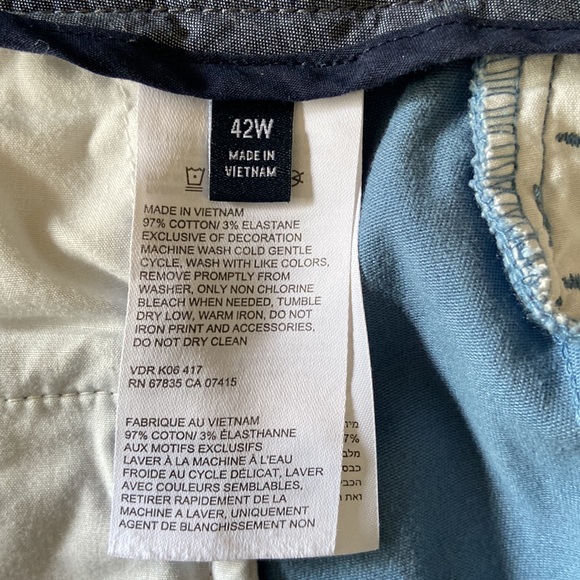 42W
MADE IN
VIETNAM
MADE IN VIETNAM
97% COTTON/ 3% ELASTANE
EXCLUSIVE OF DECORATION
MACHINE WASH COLD GENTLE
CYCLE, WASH WITH LIKE COLORS,
REMOVE PROMPTLY FROM
WASHER, ONLY NON CHLORINE
BLEACH WHEN NEEDED, TUMBLE
DRY LOW, WARM IRON, DO NOT
IRON PRINT AND ACCESSORIES,
DO NOT DRY CLEAN
VDR K06 417
RN 67835 CA 07415
FABRIQUE AU VIETNAM
97% COTON/ 3% ÉLASTHANNE
AUX MOTIFS EXCLUSIFS
LAVER À LA MACHINE À L'EAU
FROIDE AU CYCLE DÉLICAT, LAVER
AVEC COULEURS SEMBLABLES,
RETIRER RAPIDEMENT DE LA
MACHINE A LAVER, UNIQUEMENT
AGENT DE BLANCHISSEMENT NON